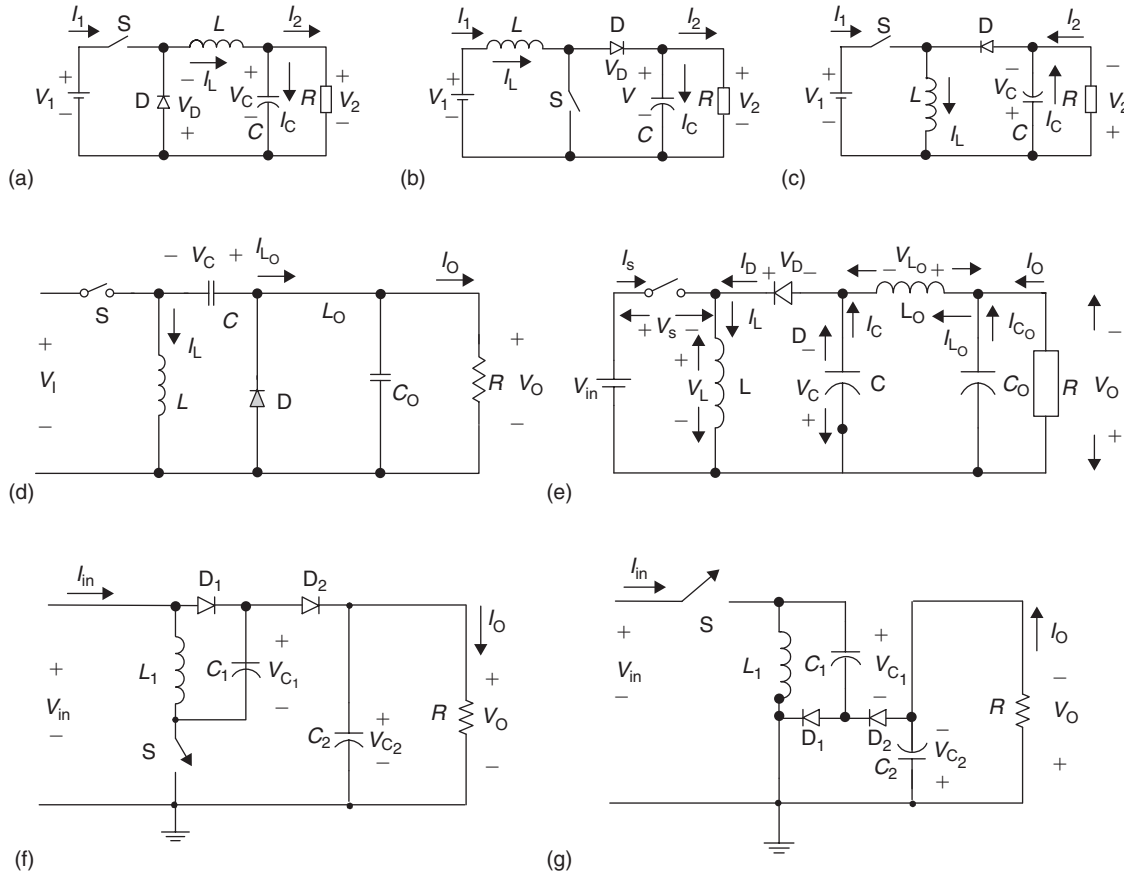 I1 S L I2
+ − + +
V1 IL VC R V2
D VD
− + − IC −
C
(a)
I1 L D I2
+ IL VD + +
V1 S V R V2
− − IC −
C
(b)
I1 S D I2
+ − −
V1 L VC R V2
− IL + IC +
C
(c)
− VC + ILO IO
S C LO
+ IL +
VI L D CO R VO
− −
(d)
Is ID + VD − − VLO + IO
+ Vs − IL IC LO ILO ICO −
+ D −
Vin VL L VC C CO R VO
− + +
(e)
Iin D1 D2
IO
+ L1 C1 + VC1 − +
Vin R VO
− S C2 + VC2 − −
(f)
Iin
S IO
+ + −
Vin L1 C1 VC1 R VO
− − −
D1 D2 VC2
C2 + +
(g)